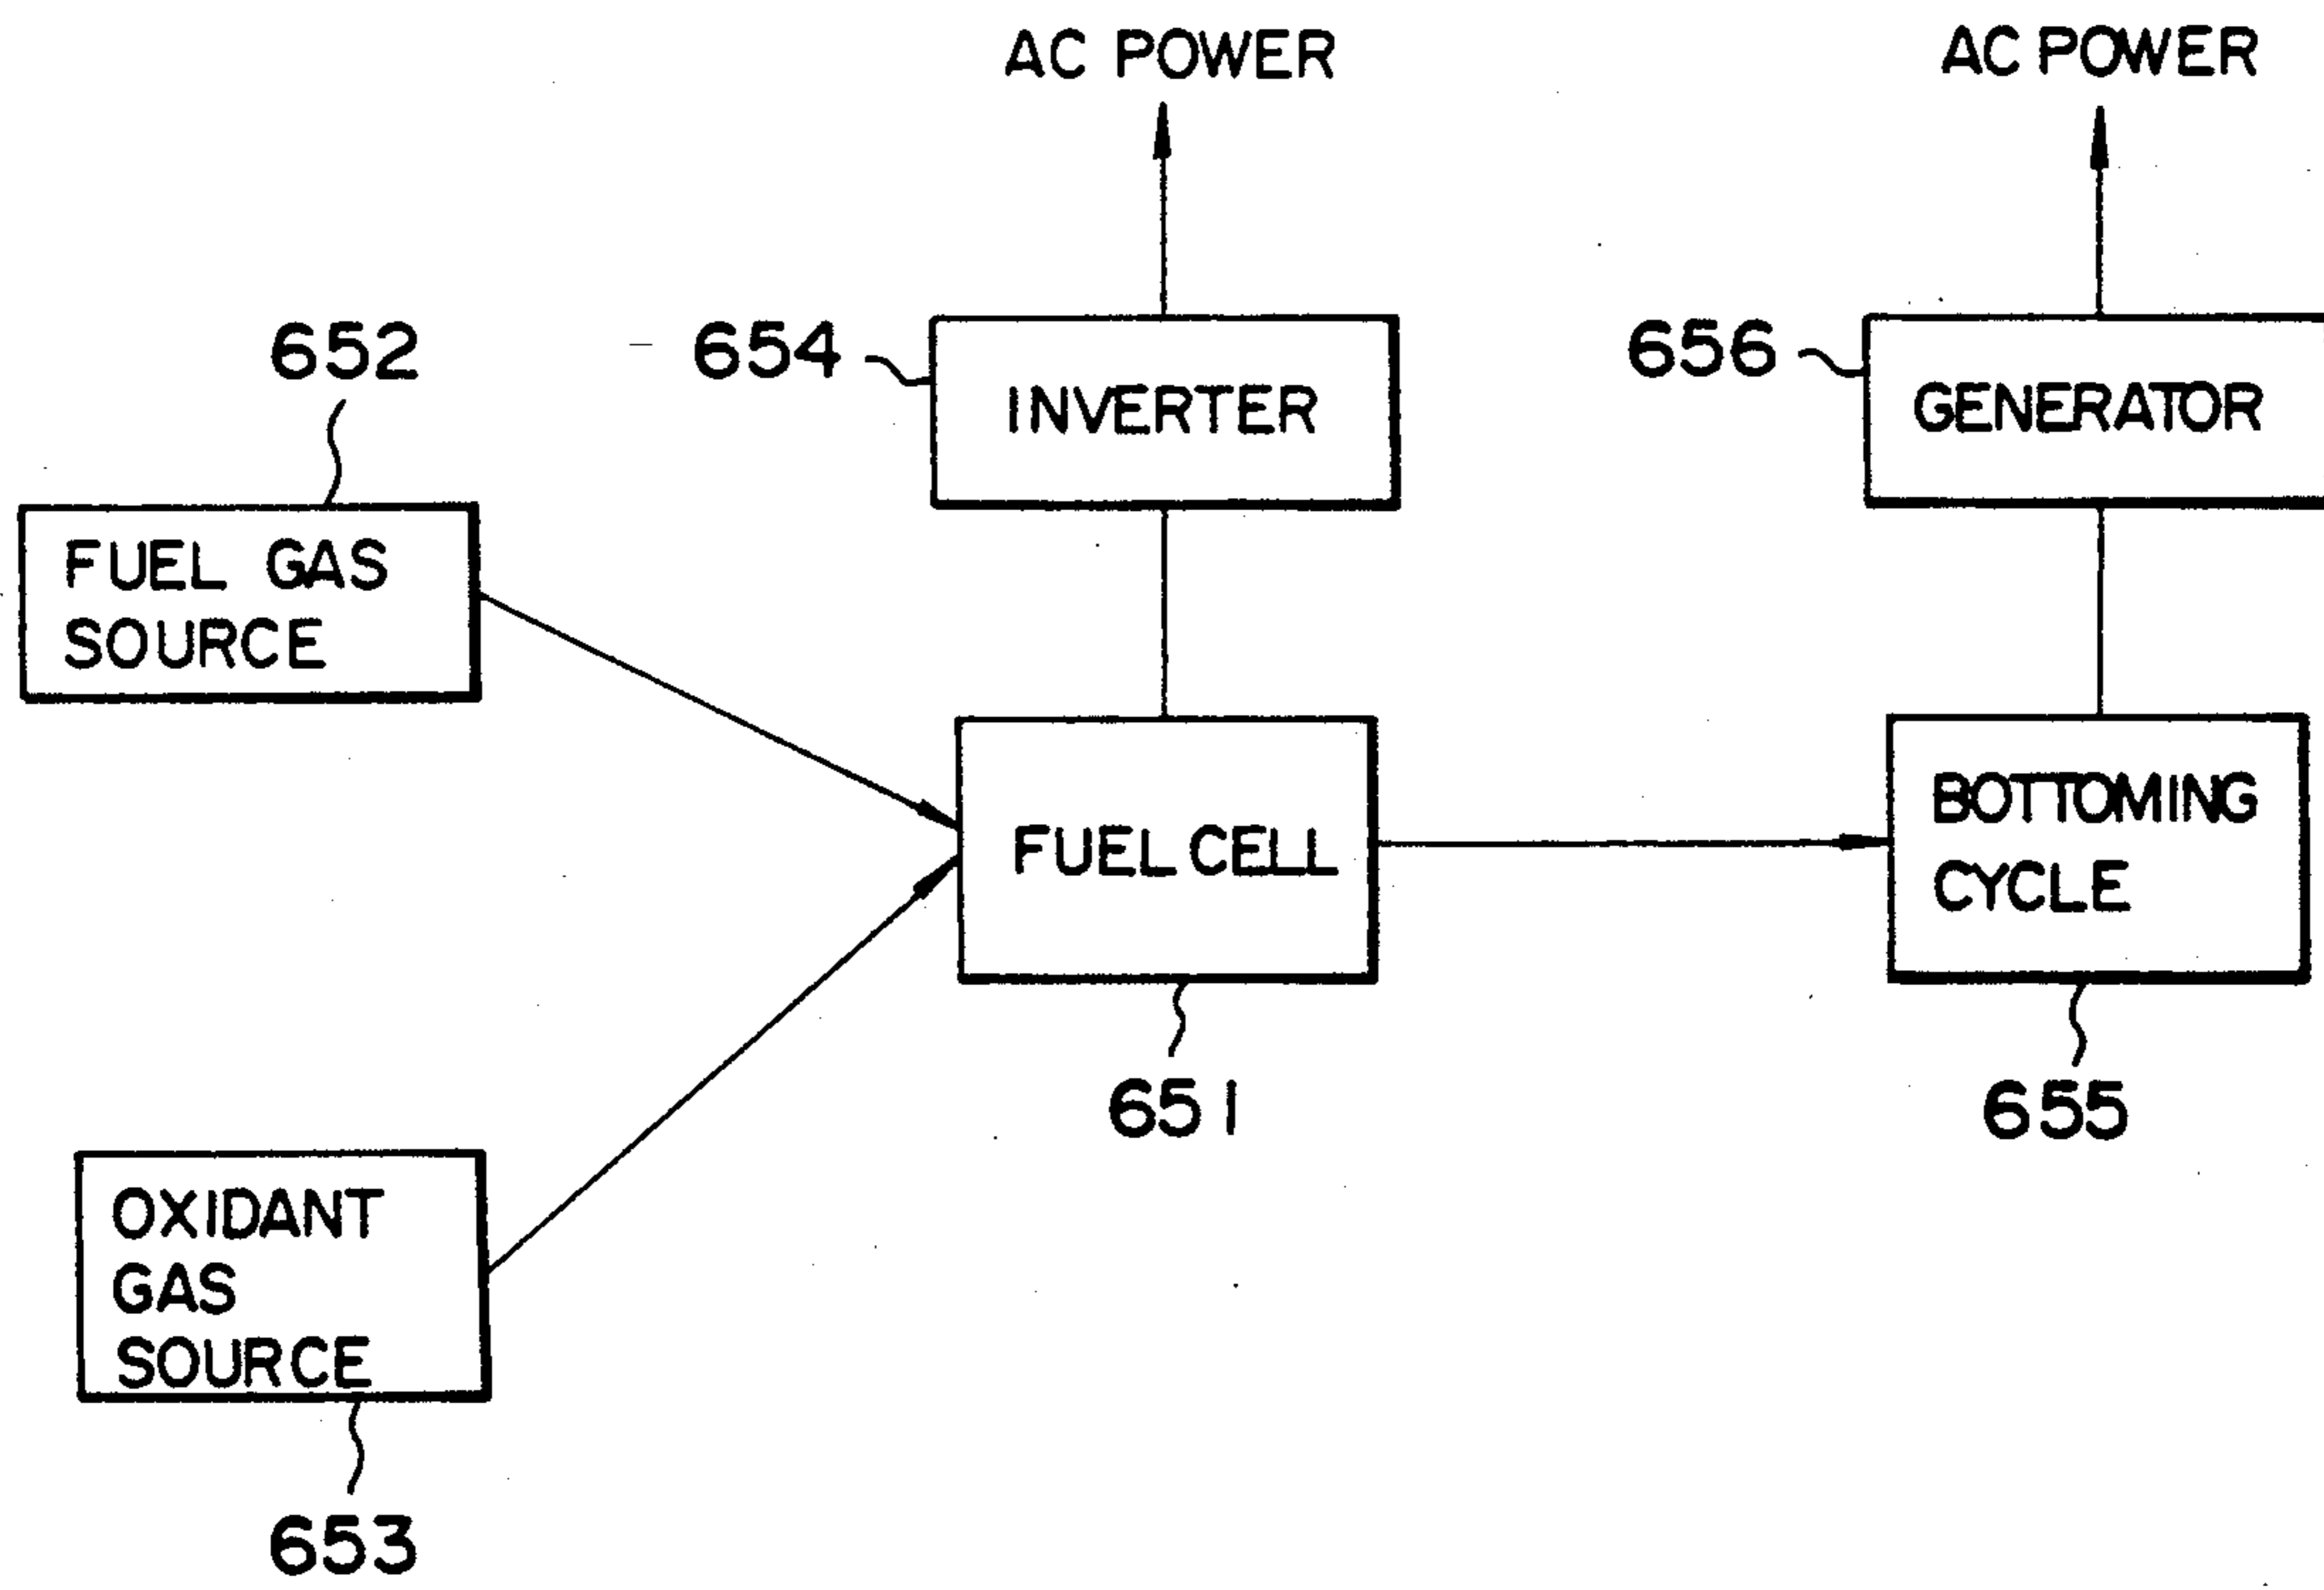 AC POWER
AC POWER
652
654
INVERTER
656
GENERATOR
FUEL GAS
SOURCE
FUEL CELL
BOTTOMING
CYCLE
651
655
OXIDANT
GAS
SOURCE
653